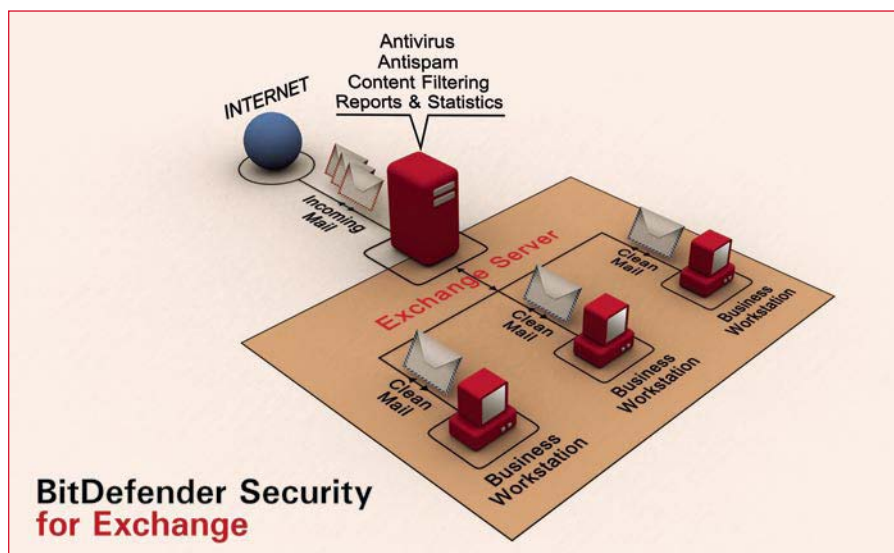 Antivirus
Antispam
Content Filtering
Reports & Statistics
INTERNET
Incoming
Mail
Exchange Server
Clean
Mail
Business
Workstation
Clean
Mail
Business
Workstation
Clean
Mail
Business
Workstation
BitDefender Security
for Exchange